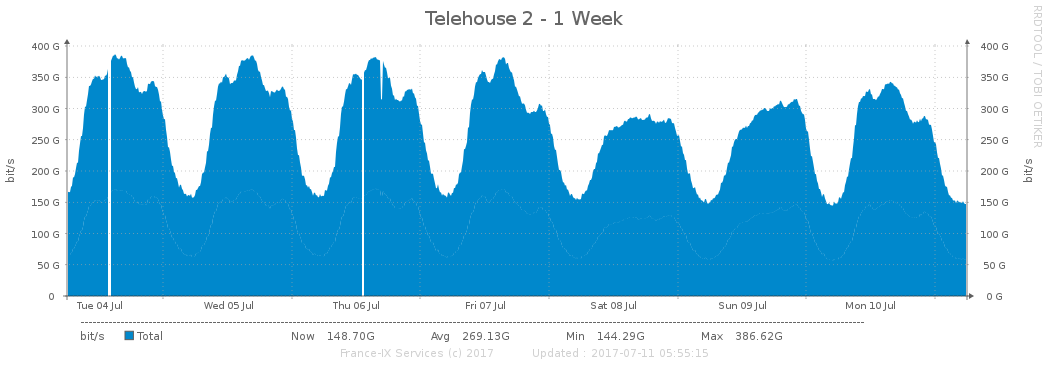 Telehouse 2 - 1 Week
RRDTOOL / TOBI OETIKER
bit/s
400 G
350 G
300 G
250 G
200 G
150 G
100 G
50 G
0
400 G
350 G
300 G
250 G
200 G
150 G
100 G
50 G
0 G
bit/s
Tue 04 Jul Wed 05 Jul Thu 06 Jul Fri 07 Jul Sat 08 Jul Sun 09 Jul Mon 10 Jul
bit/s Total Now 148.70G Avg 269.13G Min 144.29G Max 386.62G
France-IX Services (c) 2017 Updated : 2017-07-11 05:55:15